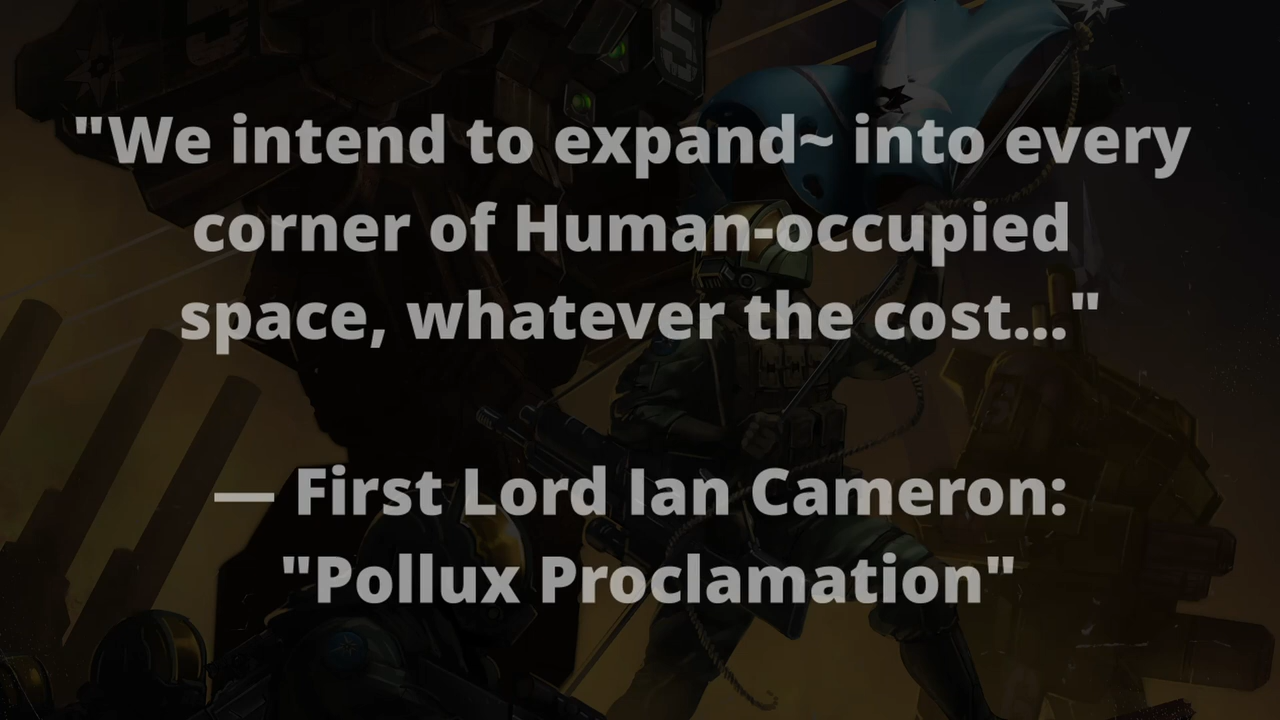 "We intend to expand~ into every
corner of Human-occupied
space, whatever the cost..."
— First Lord Ian Cameron:
"Pollux Proclamation"